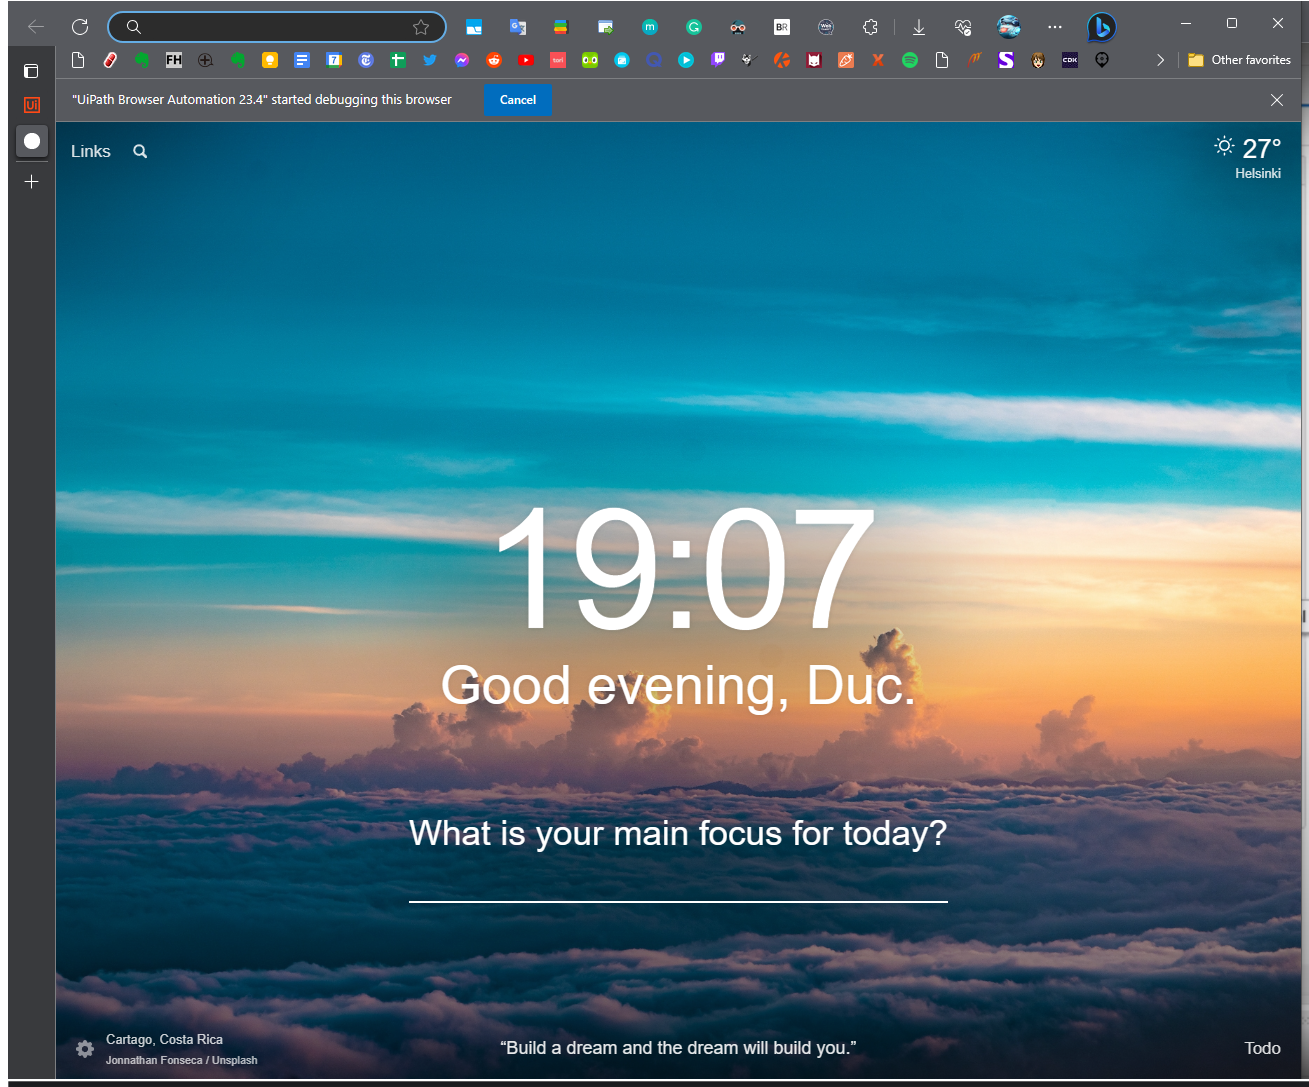 m
G
BR
Other favorites
FH
7
CDK
"UiPath Browser Automation 23.4" started debugging this browser
Cancel
Ui
Links
27°
Helsinki
19:07
Good evening, Duc.
What is your main focus for today?
Cartago, Costa Rica
Jonnathan Fonseca / Unsplash
“Build a dream and the dream will build you.”
Todo